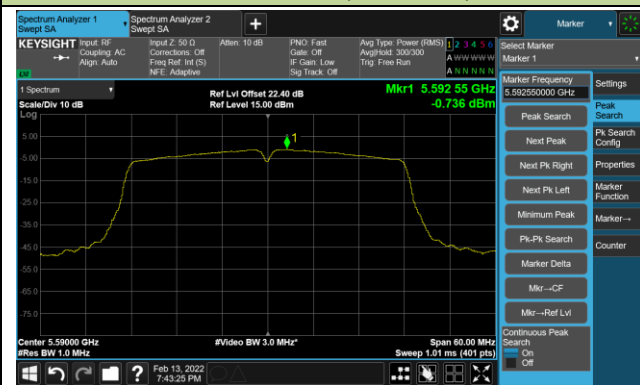 Spectrum Analyzer 1
Swept SA
Spectrum Analyzer 2
Swept SA
+
Marker
KEYSIGHT
Input: RF
Coupling: AC
Align: Auto
Input Z: 50 Ω
Corrections: Off
Freq Ref: Int (S)
NFE: Adaptive
Atten: 10 dB
PNO: Fast
Gate: Off
IF Gain: Low
Sig Track: Off
Avg Type: Power (RMS)
Avg|Hold: 300/300
Trig: Free Run
1 2 3 4 5 6
A W W W W W
A N N N N N
Select Marker
Marker 1
1 Spectrum
Scale/Div 10 dB
Log
Ref Lvl Offset 22.40 dB
Ref Level 15.00 dBm
Mkr1 5.592 55 GHz
-0.736 dBm
1
5.00
-5.00
-15.0
-25.0
-35.0
-45.0
-55.0
-65.0
-75.0
Center 5.59000 GHz
#Res BW 1.0 MHz
#Video BW 3.0 MHz*
Span 60.00 MHz
Sweep 1.01 ms (401 pts)
Marker Frequency
5.592550000 GHz
Peak Search
Next Peak
Next Pk Right
Next Pk Left
Minimum Peak
Pk-Pk Search
Marker Delta
Mkr→CF
Mkr→Ref Lvl
Continuous Peak
Search
On
Off
Settings
Peak
Search
Pk Search
Config
Properties
Marker
Function
Marker→
Counter
?
Feb 13, 2022
7:43:25 PM